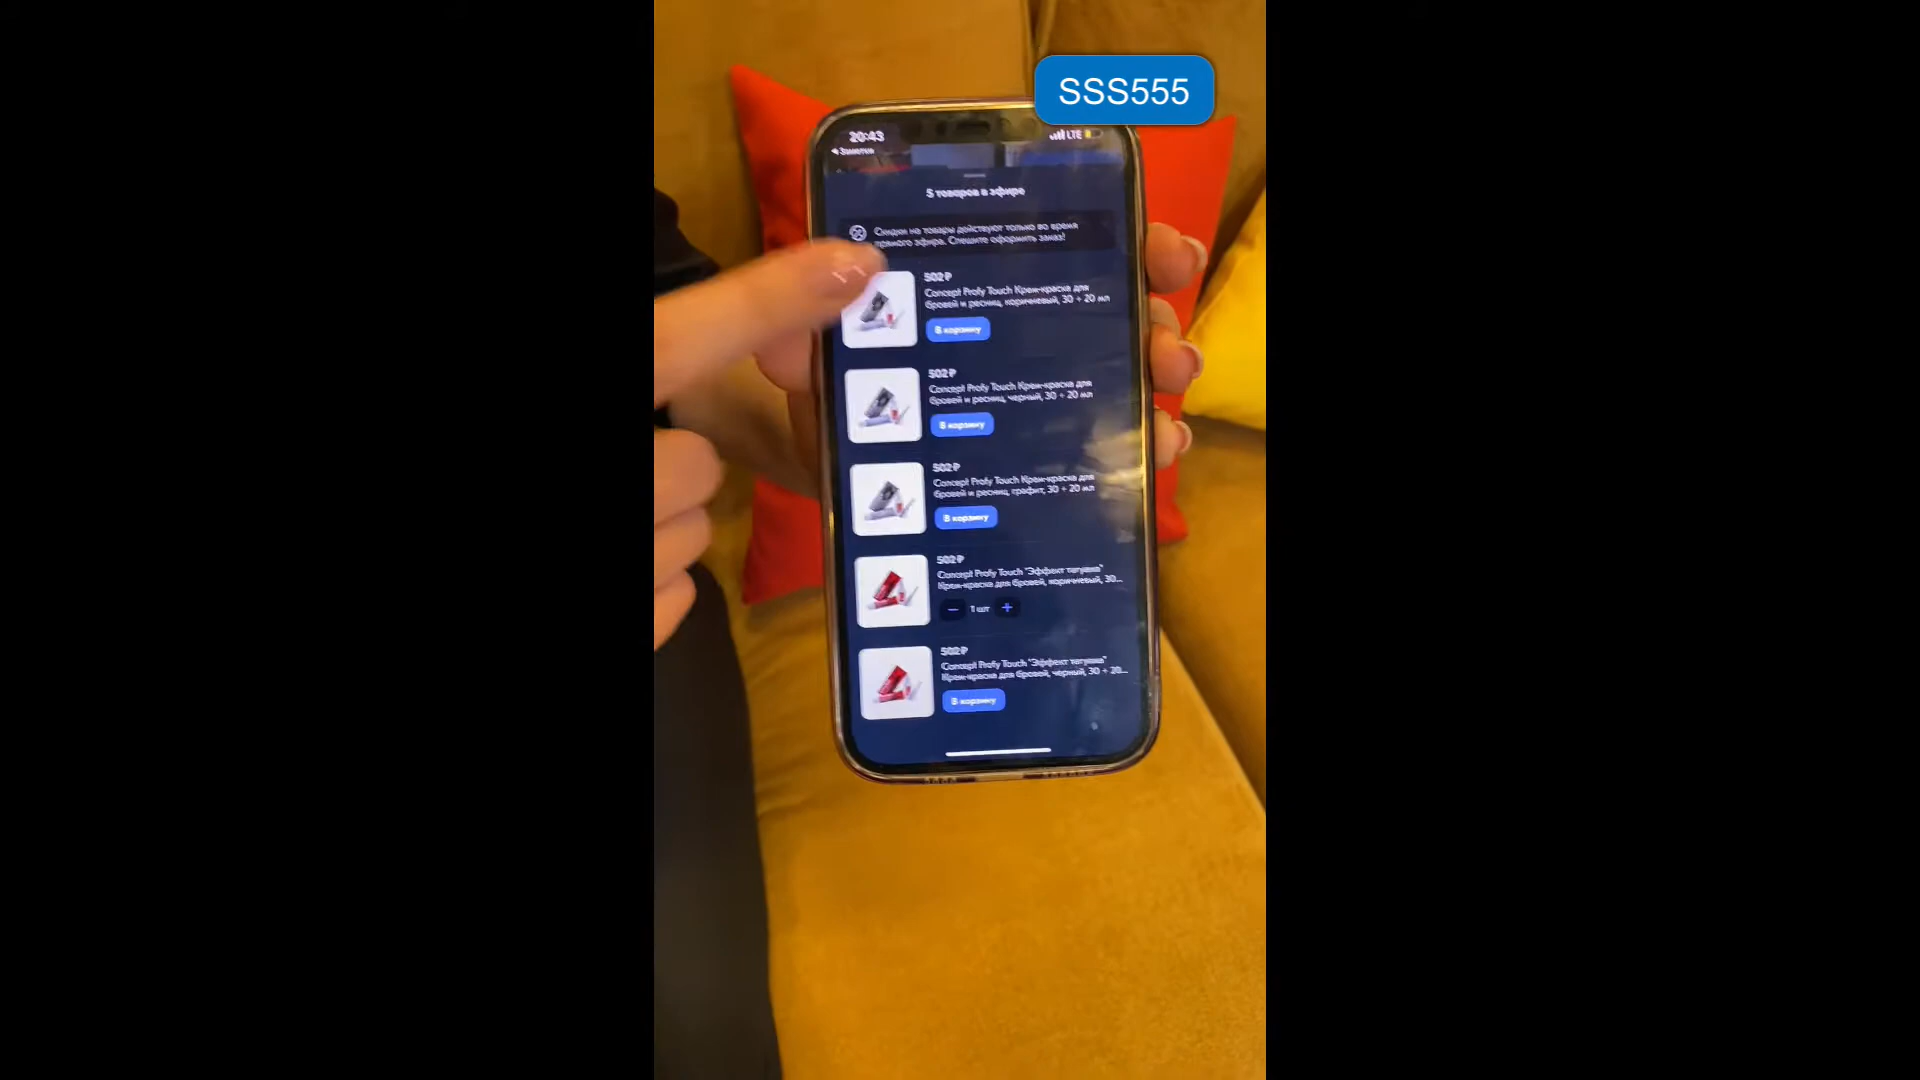 SSS555
20:43
LTE
Заметки
5 товаров в эфире
Скидки на товары действуют только во время
прямого эфира. Спешите оформить заказ!
502 ₽
Concept Profy Touch Крем-краска для
бровей и ресниц, коричневый, 30 + 20 мл
В корзину
502 ₽
Concept Profy Touch Крем-краска для
бровей и ресниц, черный, 30 + 20 мл
В корзину
502 ₽
Concept Profy Touch Крем-краска для
бровей и ресниц, графит, 30 + 20 мл
В корзину
502 ₽
Concept Profy Touch "Эффект татуажа"
Крем-краска для бровей, коричневый, 30...
− 1 шт +
502 ₽
Concept Profy Touch "Эффект татуажа"
Крем-краска для бровей, черный, 30 + 20...
В корзину